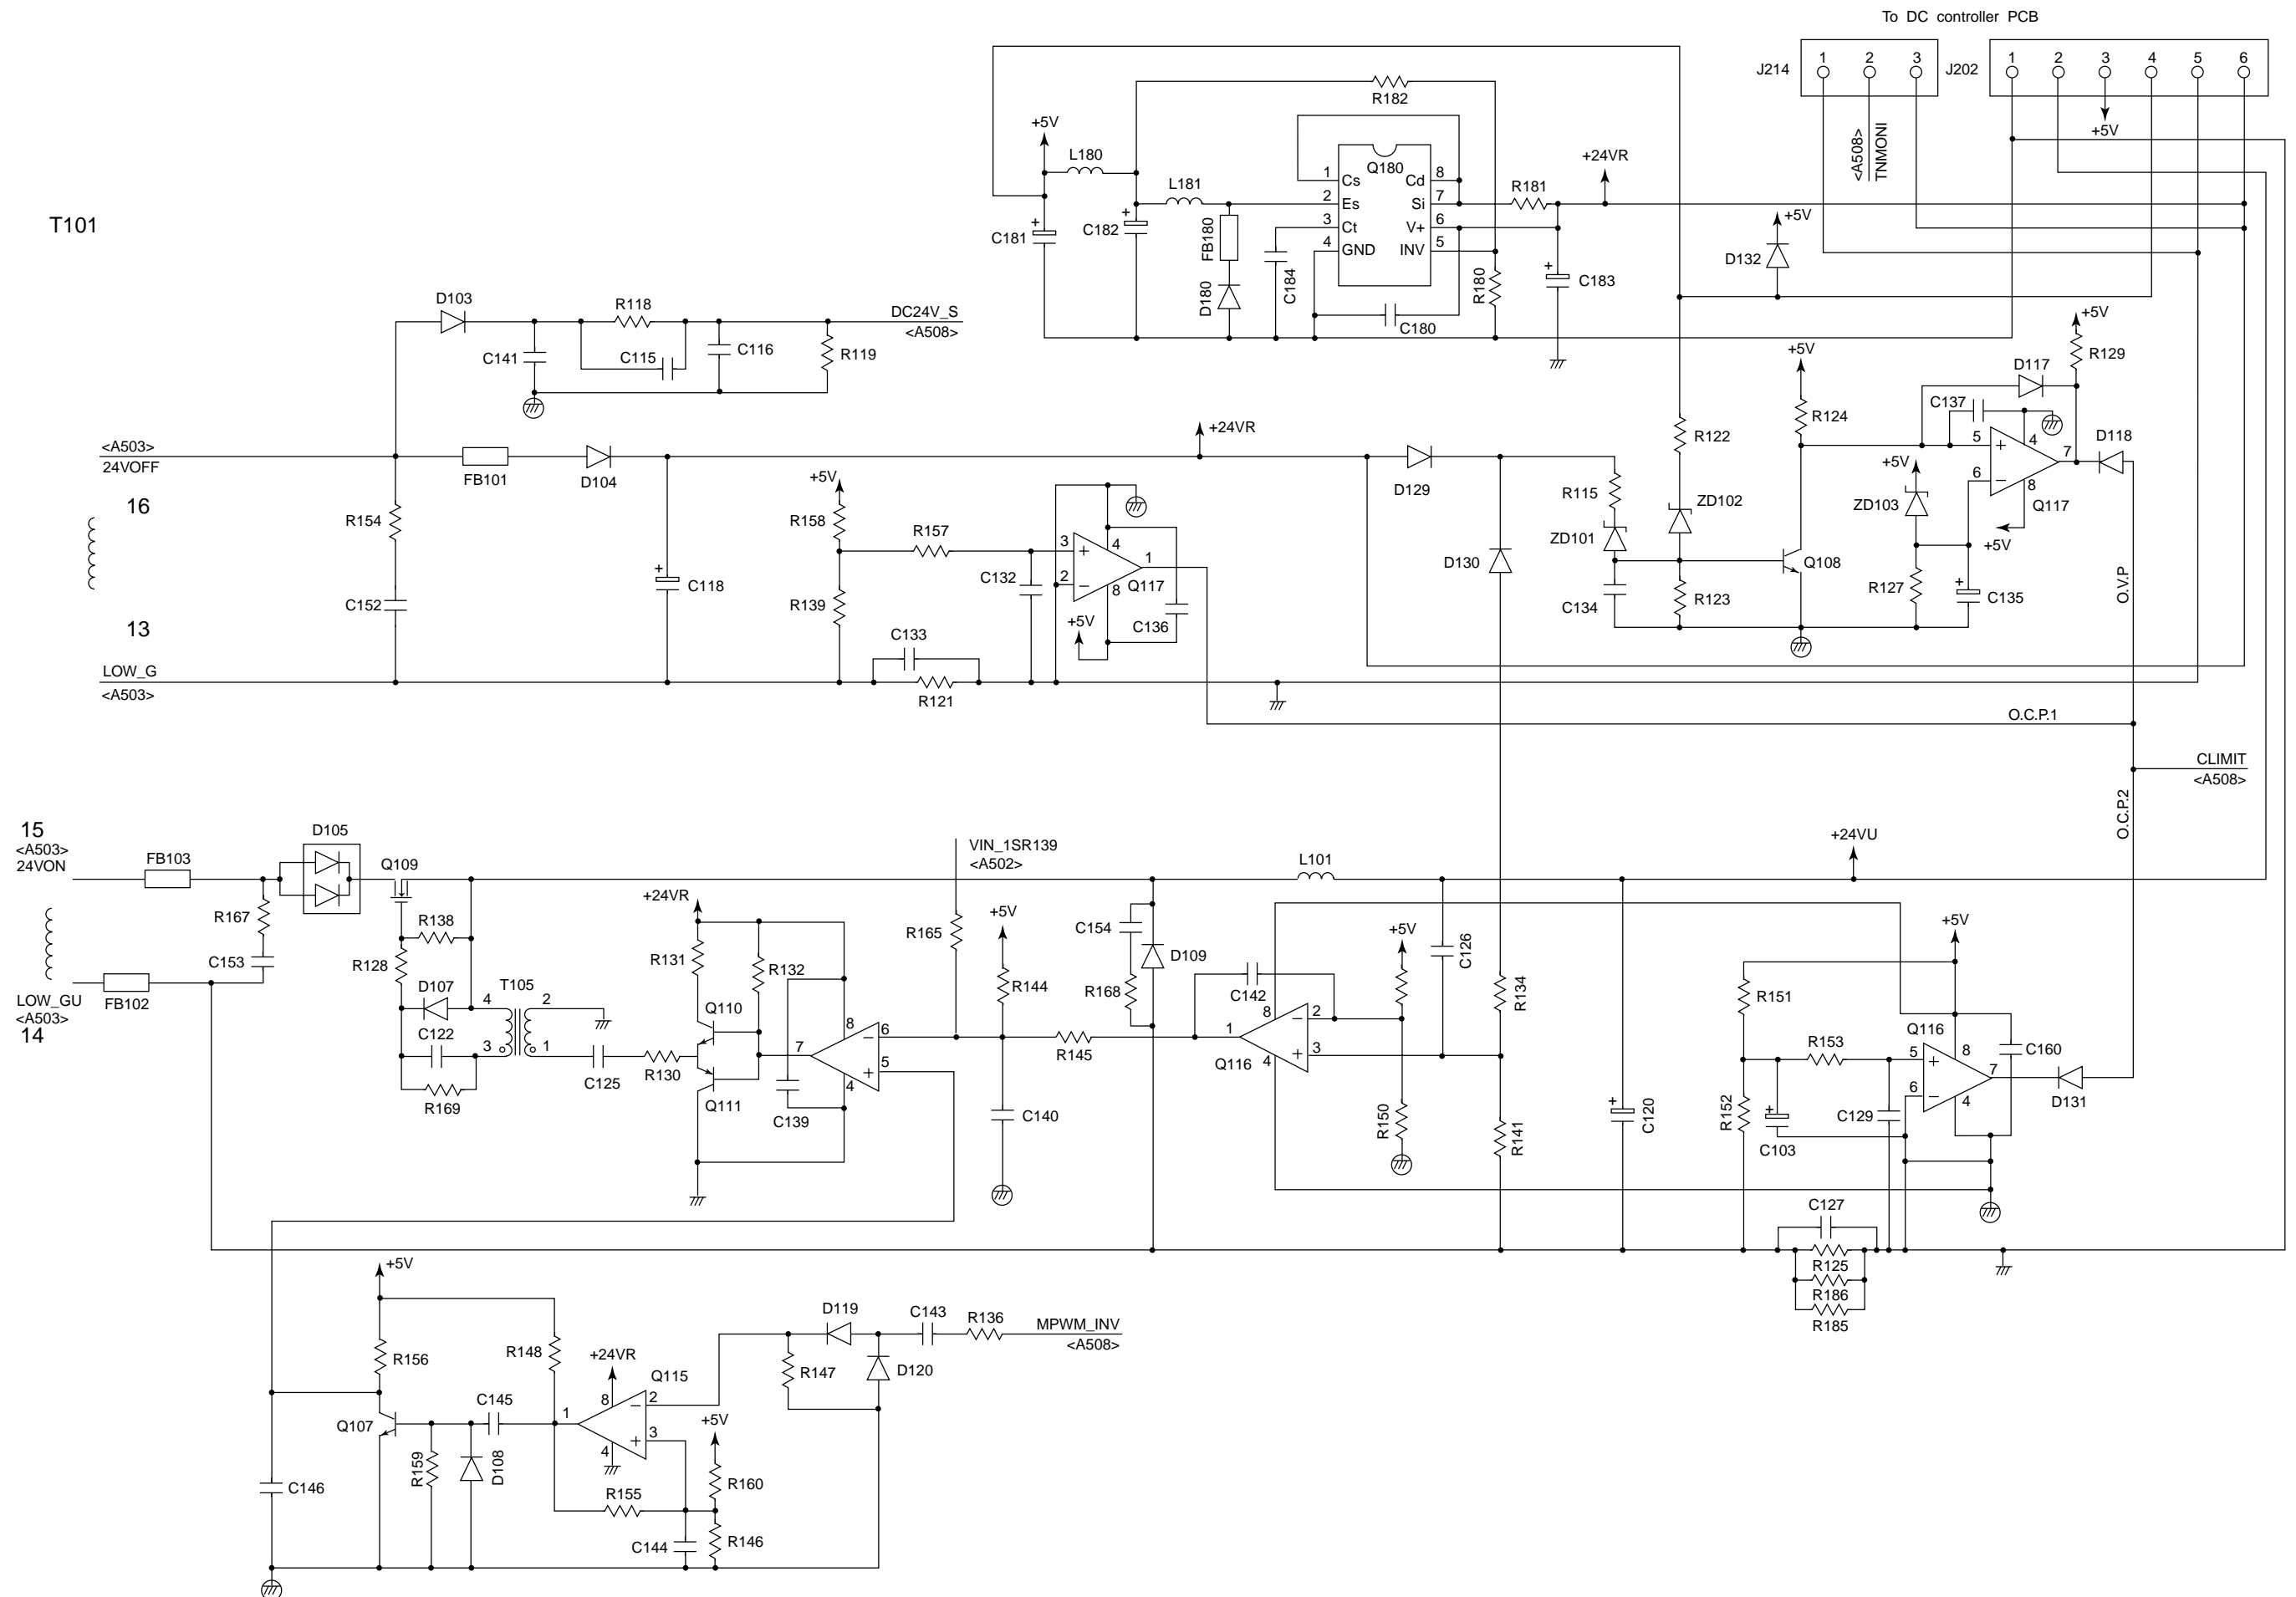 To DC controller PCB
J214
1 2 3
J202
1 2 3 4 5 6
<A508>
TNMONI
+5V
R182
+5V
L180
L181
Q180
1 Cs
2 Es
3 Ct
4 GND
Cd 8
Si 7
V+ 6
INV 5
R181
+24VR
C181
+
C182
+
FB180
D180
C184
C180
R180
C183
+
D132
+5V
T101
D103
R118
C141
C115
C116
R119
DC24V_S
<A508>
<A503>
24VOFF
FB101
D104
+24VR
16
13
R154
C152
C118
+
LOW_G
<A503>
+5V
R158
R139
R157
C133
R121
C132
3
2
+
−
4
8
1
Q117
+5V
C136
D129
D130
R115
ZD101
C134
R122
ZD102
R123
Q108
+5V
R124
+5V
R129
D117
C137
5
6
+
−
4
7
8
Q117
+5V
D118
+5V
ZD103
R127
C135
+
O.V.P
O.C.P.1
CLIMIT
<A508>
O.C.P.2
15
<A503>
24VON
FB103
D105
Q109
R167
C153
LOW_GU
<A503>
14
FB102
R138
R128
D107
C122
R169
T105
4
3
2
1
C125
R130
+24VR
R131
R132
Q110
Q111
C139
7
8
4
6
5
−
+
VIN_1SR139
<A502>
R165
+5V
R144
R145
C140
C154
R168
D109
L101
C142
8
1
4
Q116
2
3
−
+
+5V
R150
C126
R134
R141
C120
+
+24VU
+5V
R151
R152
R153
C103
+
C129
Q116
5
6
+
−
8
4
7
C160
D131
C127
R125
R186
R185
+5V
R156
R148
+24VR
Q115
8
1
4
2
3
−
+
Q107
C145
R159
D108
C146
R155
C144
+5V
R160
R146
D119
R147
D120
C143
R136
MPWM_INV
<A508>